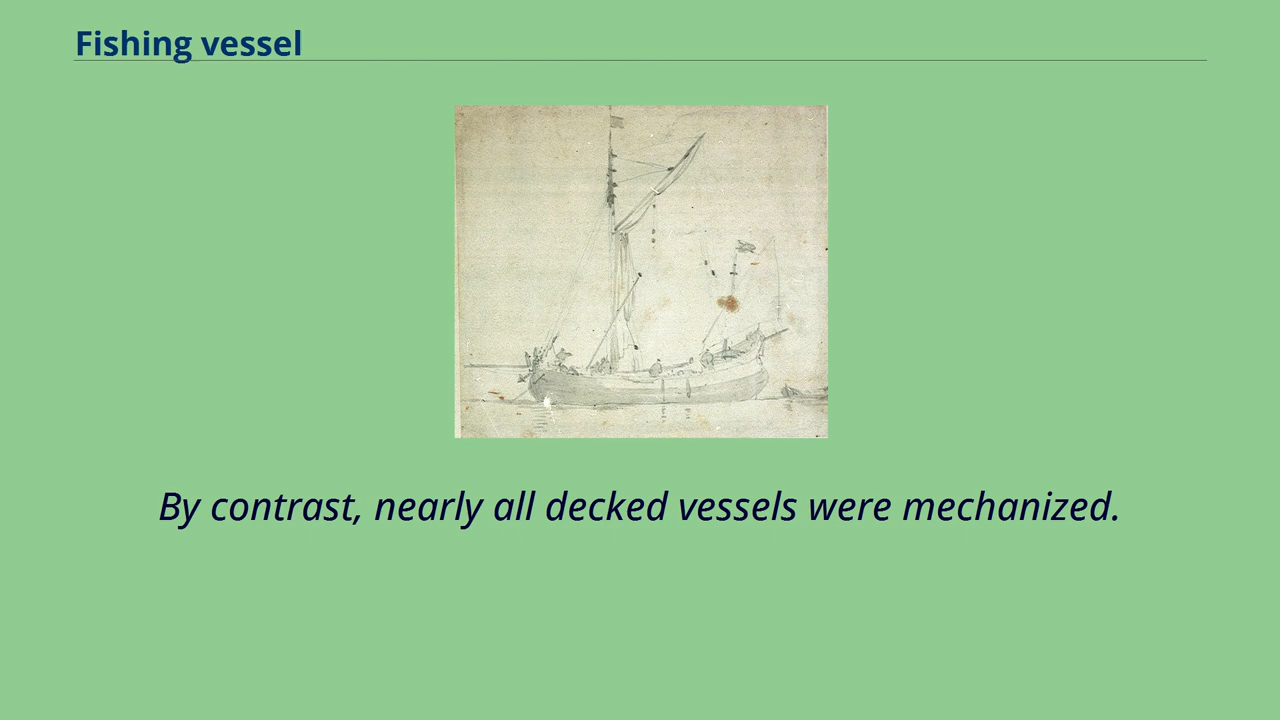 Fishing vessel
By contrast, nearly all decked vessels were mechanized.